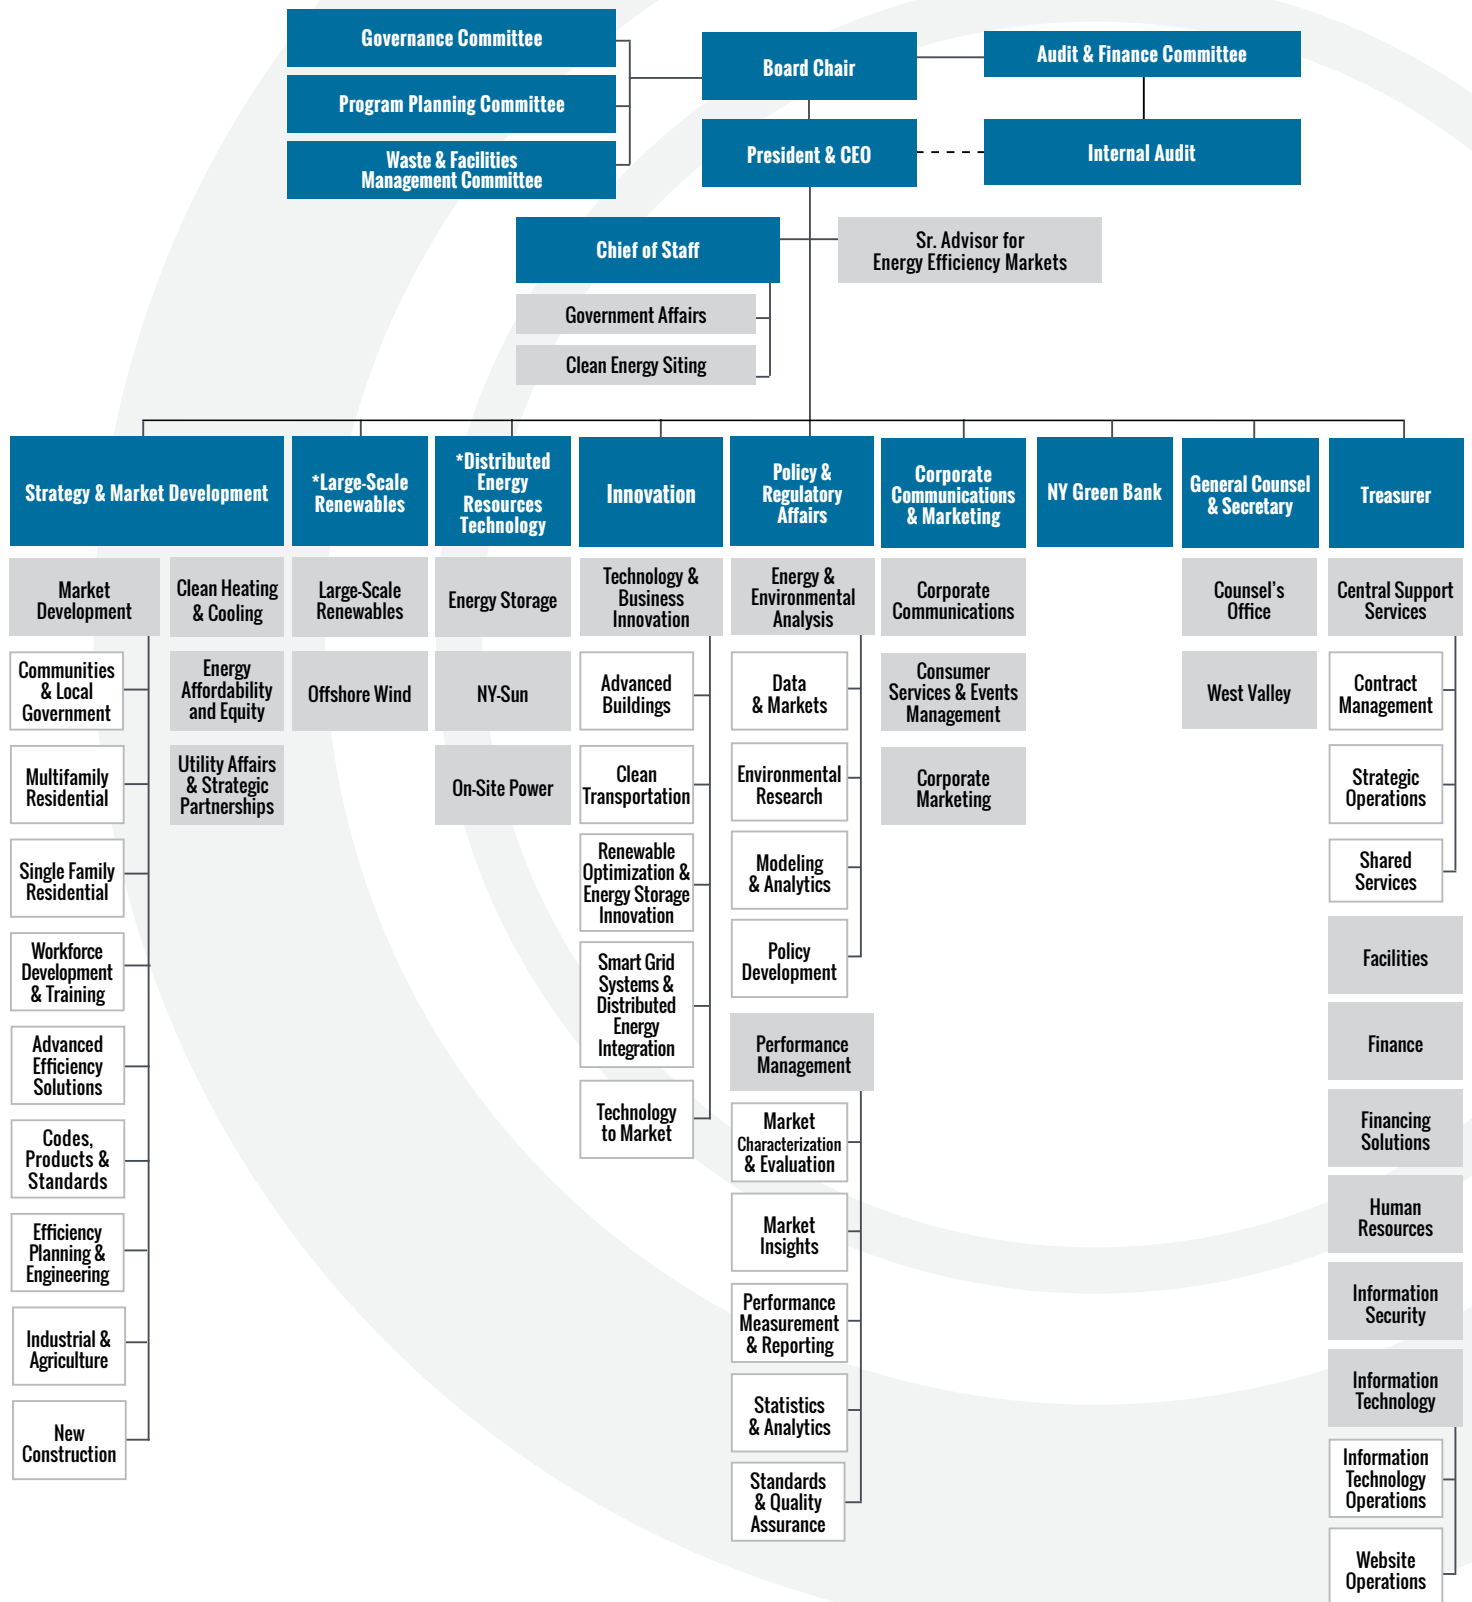 Governance Committee
Program Planning Committee
Waste & Facilities
Management Committee
Board Chair
Audit & Finance Committee
President & CEO
Internal Audit
Chief of Staff
Sr. Advisor for
Energy Efficiency Markets
Government Affairs
Clean Energy Siting
Strategy & Market Development
Market
Development
Communities
& Local
Government
Multifamily
Residential
Single Family
Residential
Workforce
Development
& Training
Advanced
Efficiency
Solutions
Codes,
Products &
Standards
Efficiency
Planning &
Engineering
Industrial &
Agriculture
New
Construction
Clean Heating
& Cooling
Energy
Affordability
and Equity
Utility Affairs
& Strategic
Partnerships
*Large-Scale
Renewables
Large-Scale
Renewables
Offshore Wind
*Distributed
Energy
Resources
Technology
Energy Storage
NY-Sun
On-Site Power
Innovation
Technology &
Business
Innovation
Advanced
Buildings
Clean
Transportation
Renewable
Optimization &
Energy Storage
Innovation
Smart Grid
Systems &
Distributed
Energy
Integration
Technology
to Market
Policy &
Regulatory
Affairs
Energy &
Environmental
Analysis
Data
& Markets
Environmental
Research
Modeling
& Analytics
Policy
Development
Performance
Management
Market
Characterization
& Evaluation
Market
Insights
Performance
Measurement
& Reporting
Statistics
& Analytics
Standards
& Quality
Assurance
Corporate
Communications
& Marketing
Corporate
Communications
Consumer
Services & Events
Management
Corporate
Marketing
NY Green Bank
General Counsel
& Secretary
Counsel's
Office
West Valley
Treasurer
Central Support
Services
Contract
Management
Strategic
Operations
Shared
Services
Facilities
Finance
Financing
Solutions
Human
Resources
Information
Security
Information
Technology
Information
Technology
Operations
Website
Operations